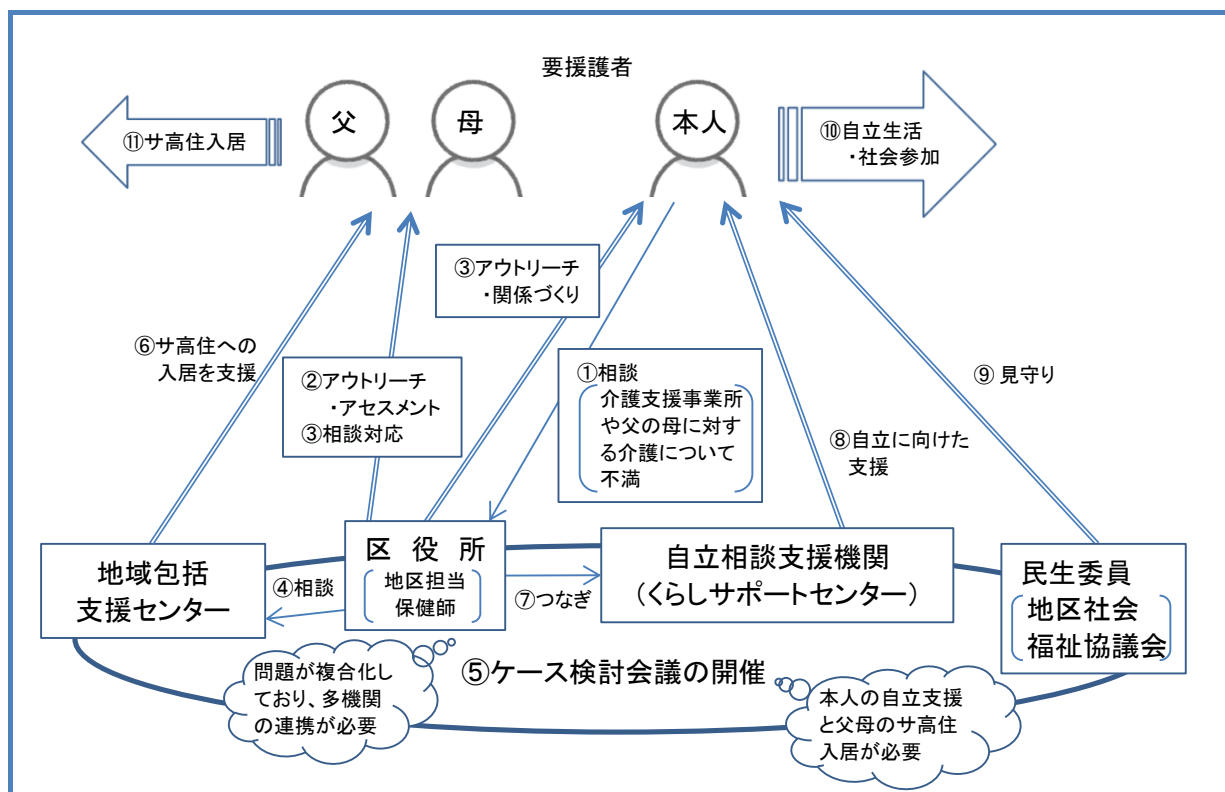 要援護者
父
母
本人
⑪サ高住入居
⑩自立生活
・社会参加
③アウトリーチ
・関係づくり
⑥サ高住への
入居を支援
②アウトリーチ
・アセスメント
③相談対応
①相談
介護支援事業所
や父の母に対す
る介護について
不満
⑨ 見守り
⑧自立に向けた
支援
地域包括
支援センター
④相談
区 役 所
地区担当
保健師
⑦つなぎ
自立相談支援機関
(くらしサポートセンター)
民生委員
地区社会
福祉協議会
問題が複合化し
ており、多機関
の連携が必要
⑤ケース検討会議の開催
本人の自立支援
と父母のサ高住
入居が必要